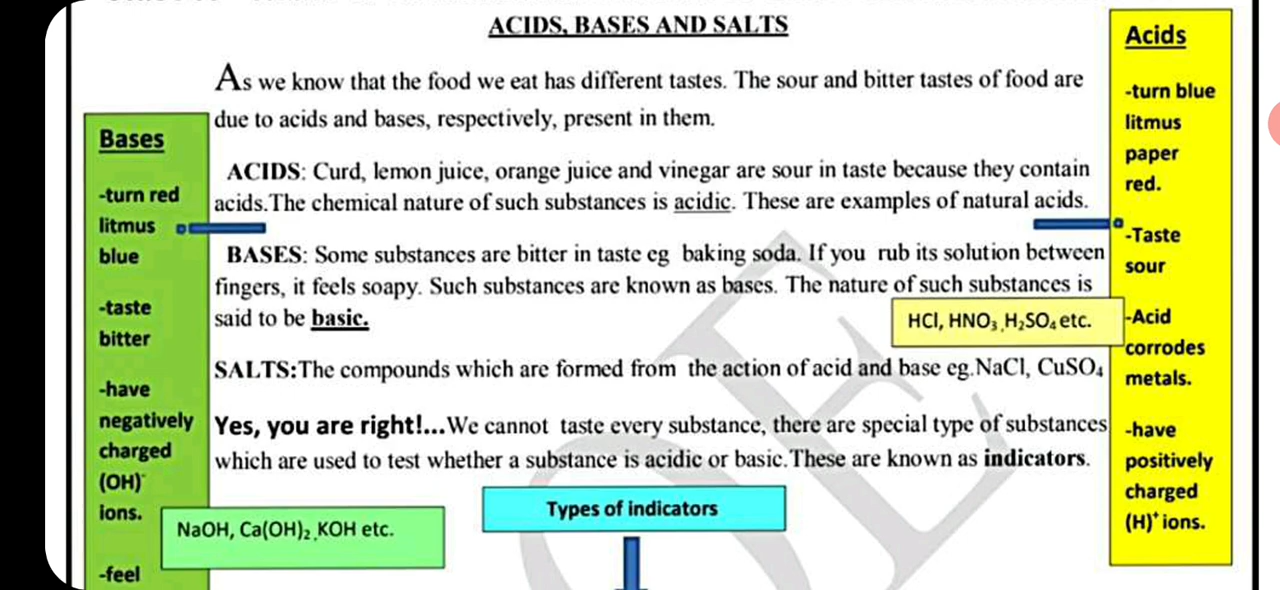 ACIDS, BASES AND SALTS
As we know that the food we eat has different tastes. The sour and bitter tastes of food are
due to acids and bases, respectively, present in them.
ACIDS: Curd, lemon juice, orange juice and vinegar are sour in taste because they contain
acids.The chemical nature of such substances is acidic. These are examples of natural acids.
BASES: Some substances are bitter in taste eg baking soda. If you rub its solution between
fingers, it feels soapy. Such substances are known as bases. The nature of such substances is
said to be basic.
HCl, HNO₃,H₂SO₄ etc.
SALTS:The compounds which are formed from the action of acid and base eg.NaCl, CuSO₄
Yes, you are right!...We cannot taste every substance, there are special type of substances
which are used to test whether a substance is acidic or basic.These are known as indicators.
Types of indicators
Bases
-turn red
litmus
blue
-taste
bitter
-have
negatively
charged
(OH)⁻
ions.
NaOH, Ca(OH)₂,KOH etc.
-feel
Acids
-turn blue
litmus
paper
red.
-Taste
sour
-Acid
corrodes
metals.
-have
positively
charged
(H)⁺ ions.